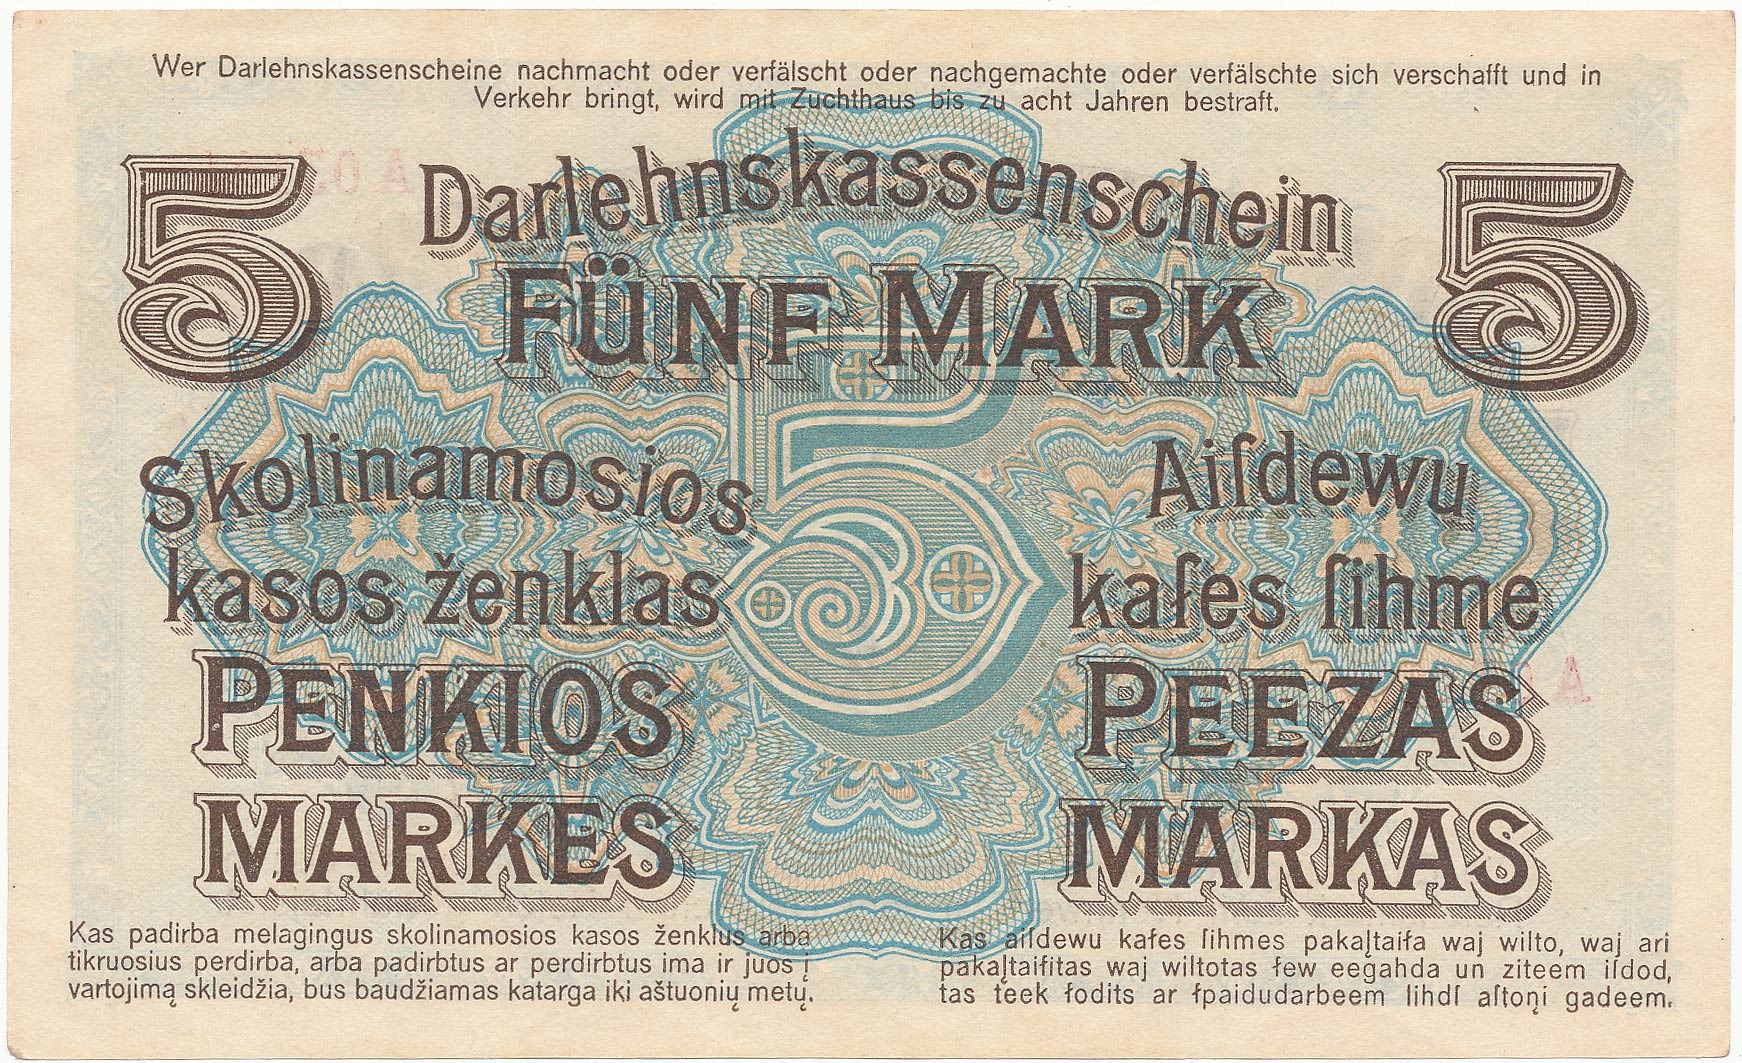 Wer Darlehnskassenscheine nachmacht oder verfälscht oder nachgemachte oder verfälschte sich verschafft und in
Verkehr bringt, wird mit Zuchthaus bis zu acht Jahren bestraft.
5 Darlehnskassenschein 5
FÜNF MARK
5
Skolinamosios
kasos ženklas
PENKIOS
MARKES
Aiſdewu
kaſes ſihme
PEEZAS
MARKAS
Kas padirba melagingus skolinamosios kasos ženklus arba
tikruosius perdirba, arba padirbtus ar perdirbtus ima ir juos į
vartojimą skleidžia, bus baudžiamas katarga iki aštuonių metų.
Kas aiſdewu kaſes ſihmes pakaļtaiſa waj wilto, waj ari
pakaļtaiſitas waj wiltotas ſew eegahda un ziteem iſdod,
tas teek ſodits ar ſpaidudarbeem lihdſ aſtoņi gadeem.